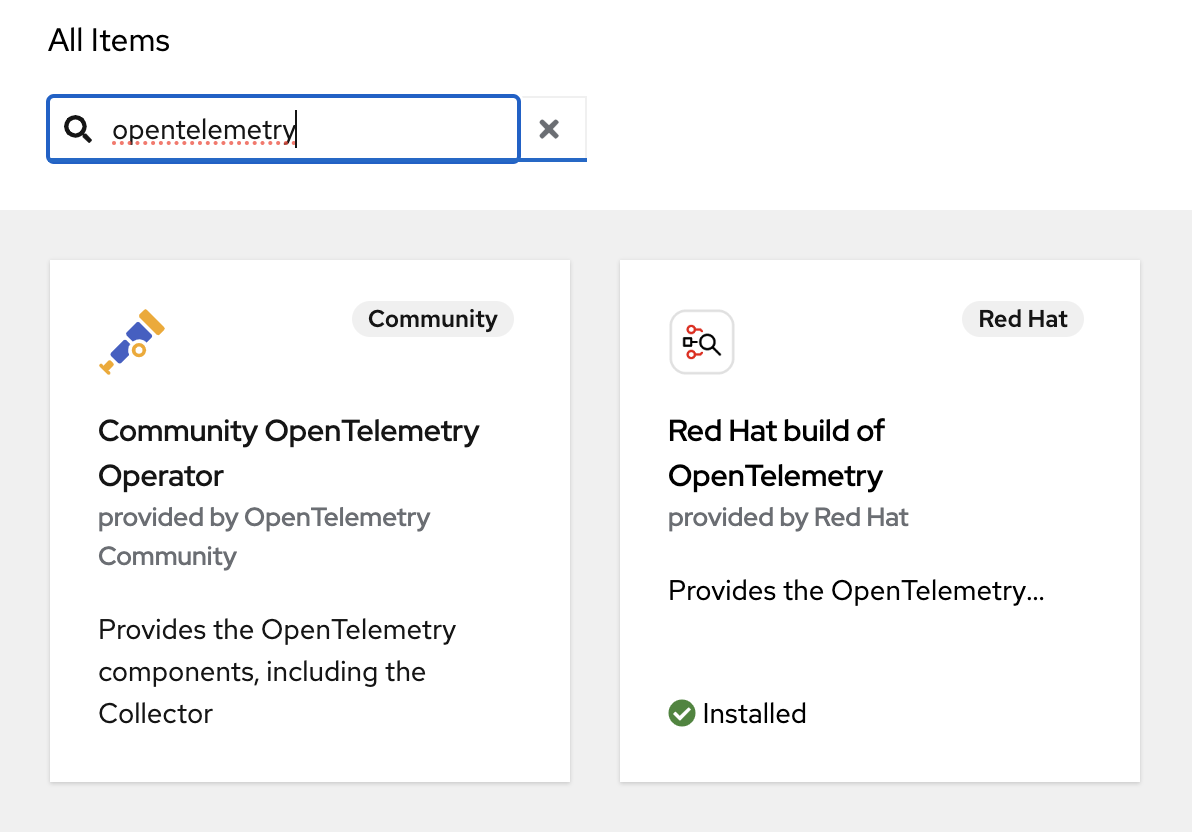 All Items
opentelemetry
Community
Community OpenTelemetry
Operator
provided by OpenTelemetry
Community
Provides the OpenTelemetry
components, including the
Collector
Red Hat
Red Hat build of
OpenTelemetry
provided by Red Hat
Provides the OpenTelemetry...
Installed